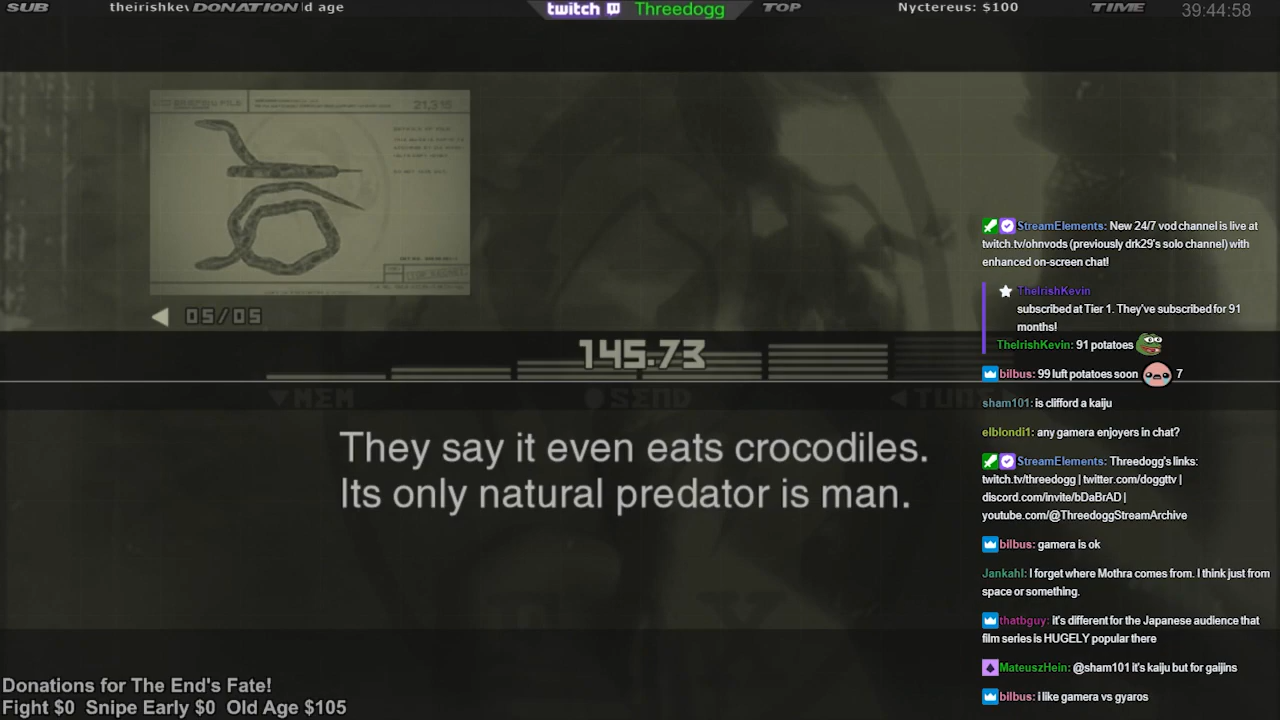 SUB theirishkev DONATION d age twitch Threedogg TOP Nyctereus: $100 TIME 39:44:58
BRIEFING FILE
05/05
145.73
MEM SEND TUNE
They say it even eats crocodiles.
Its only natural predator is man.
StreamElements: New 24/7 vod channel is live at
twitch.tv/ohnvods (previously drk29's solo channel) with
enhanced on-screen chat!
TheIrishKevin
subscribed at Tier 1. They've subscribed for 91
months!
TheIrishKevin: 91 potatoes
bilbus: 99 luft potatoes soon 7
sham101: is clifford a kaiju
elblondi1: any gamera enjoyers in chat?
StreamElements: Threedogg's links:
twitch.tv/threedogg | twitter.com/doggttv |
discord.com/invite/bDaBrAD |
youtube.com/@ThreedoggStreamArchive
bilbus: gamera is ok
Jankahl: I forget where Mothra comes from. I think just from
space or something.
thatbguy: it's different for the Japanese audience that
film series is HUGELY popular there
MateuszHein: @sham101 it's kaiju but for gaijins
bilbus: i like gamera vs gyaros
Donations for The End's Fate!
Fight $0 Snipe Early $0 Old Age $105